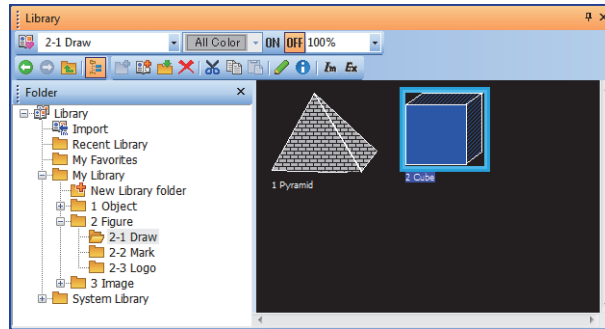 Library
2-1 Draw All Color ON OFF 100%
Im Ex
Folder
Library
Import
Recent Library
My Favorites
My Library
New Library folder
1 Object
2 Figure
2-1 Draw
2-2 Mark
2-3 Logo
3 Image
System Library
1 Pyramid
2 Cube